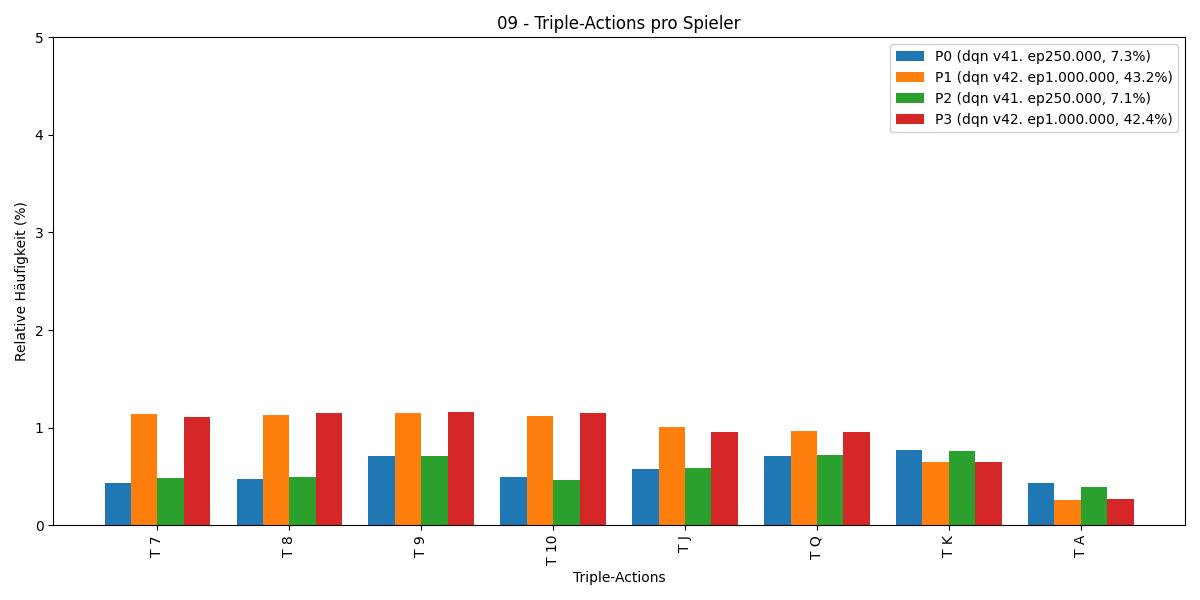 09 - Triple-Actions pro Spieler
P0 (dqn v41. ep250.000, 7.3%)
P1 (dqn v42. ep1.000.000, 43.2%)
P2 (dqn v41. ep250.000, 7.1%)
P3 (dqn v42. ep1.000.000, 42.4%)
Relative Häufigkeit (%)
5
4
3
2
1
0
T 7
T 8
T 9
T 10
T J
T Q
T K
T A
Triple-Actions